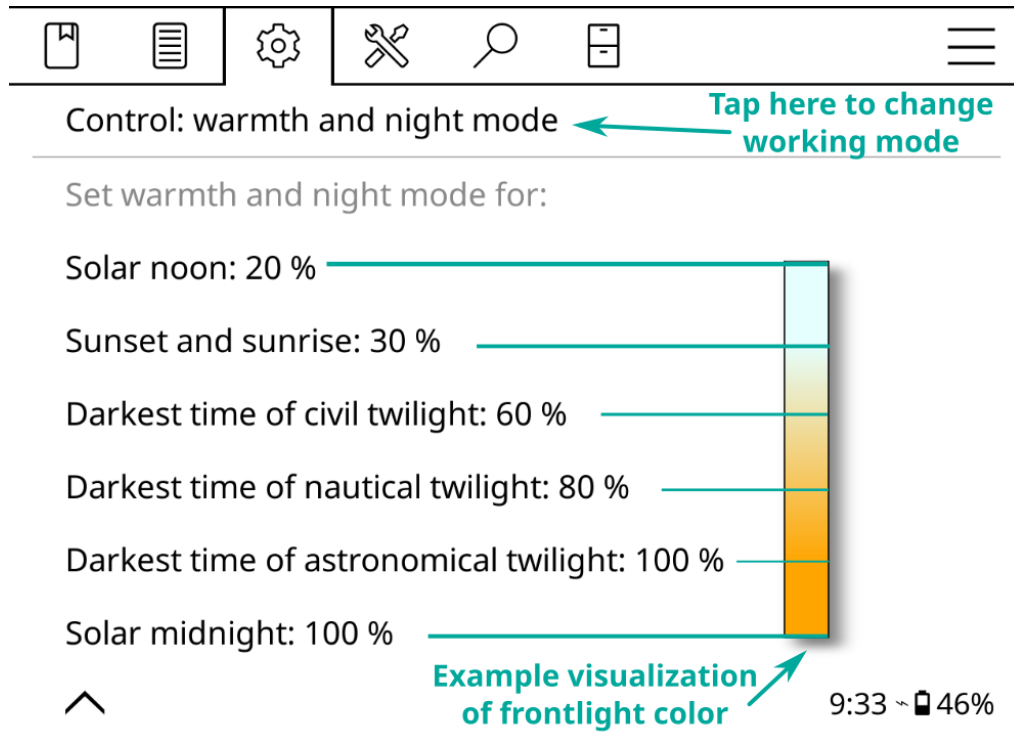 Tap here to change
Control: warmth and night mode
working mode
Set warmth and night mode for:
Solar noon: 20 %
Sunset and sunrise: 30 %
Darkest time of civil twilight: 60 %
Darkest time of nautical twilight: 80 %
Darkest time of astronomical twilight: 100 %
Solar midnight: 100 %
Example visualization
of frontlight color
9:33 ~ 46%